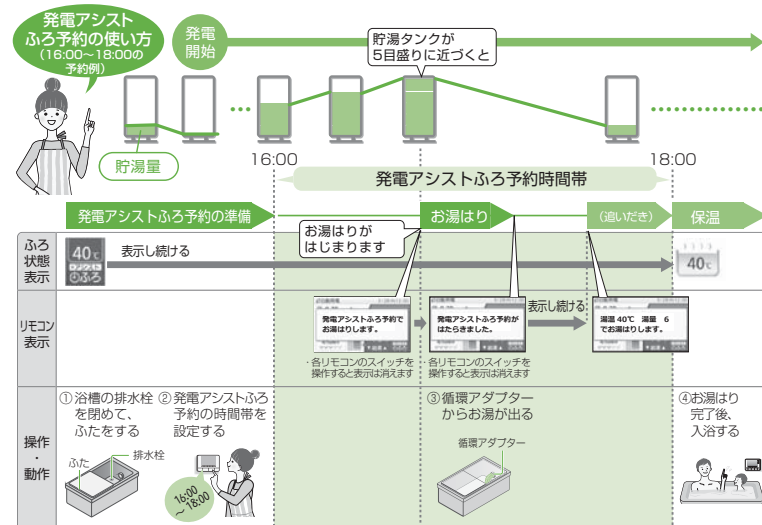 発電アシスト
ふろ予約の使い方
(16:00〜18:00の
予約例)
発電
開始
貯湯タンクが
5目盛りに近づくと
貯湯量
16:00
18:00
発電アシストふろ予約時間帯
発電アシストふろ予約の準備
お湯はりが
はじまります
お湯はり
(追いだき)
保温
ふろ
状態
表示
40℃
アシスト
ふろ
表示し続ける
40℃
リモコン
表示
発電アシストふろ予約で
お湯はりします。
発電アシストふろ予約が
はたらきました。
表示し続ける
湯温 40℃ 湯量 6
でお湯はりします。
・各リモコンのスイッチを
操作すると表示は消えます
・各リモコンのスイッチを
操作すると表示は消えます
操作
・
動作
①浴槽の排水栓
を閉めて、
ふたをする
ふた
排水栓
②発電アシストふろ
予約の時間帯を
設定する
16:00
〜18:00
③循環アダプター
からお湯が出る
循環アダプター
④お湯はり
完了後、
入浴する